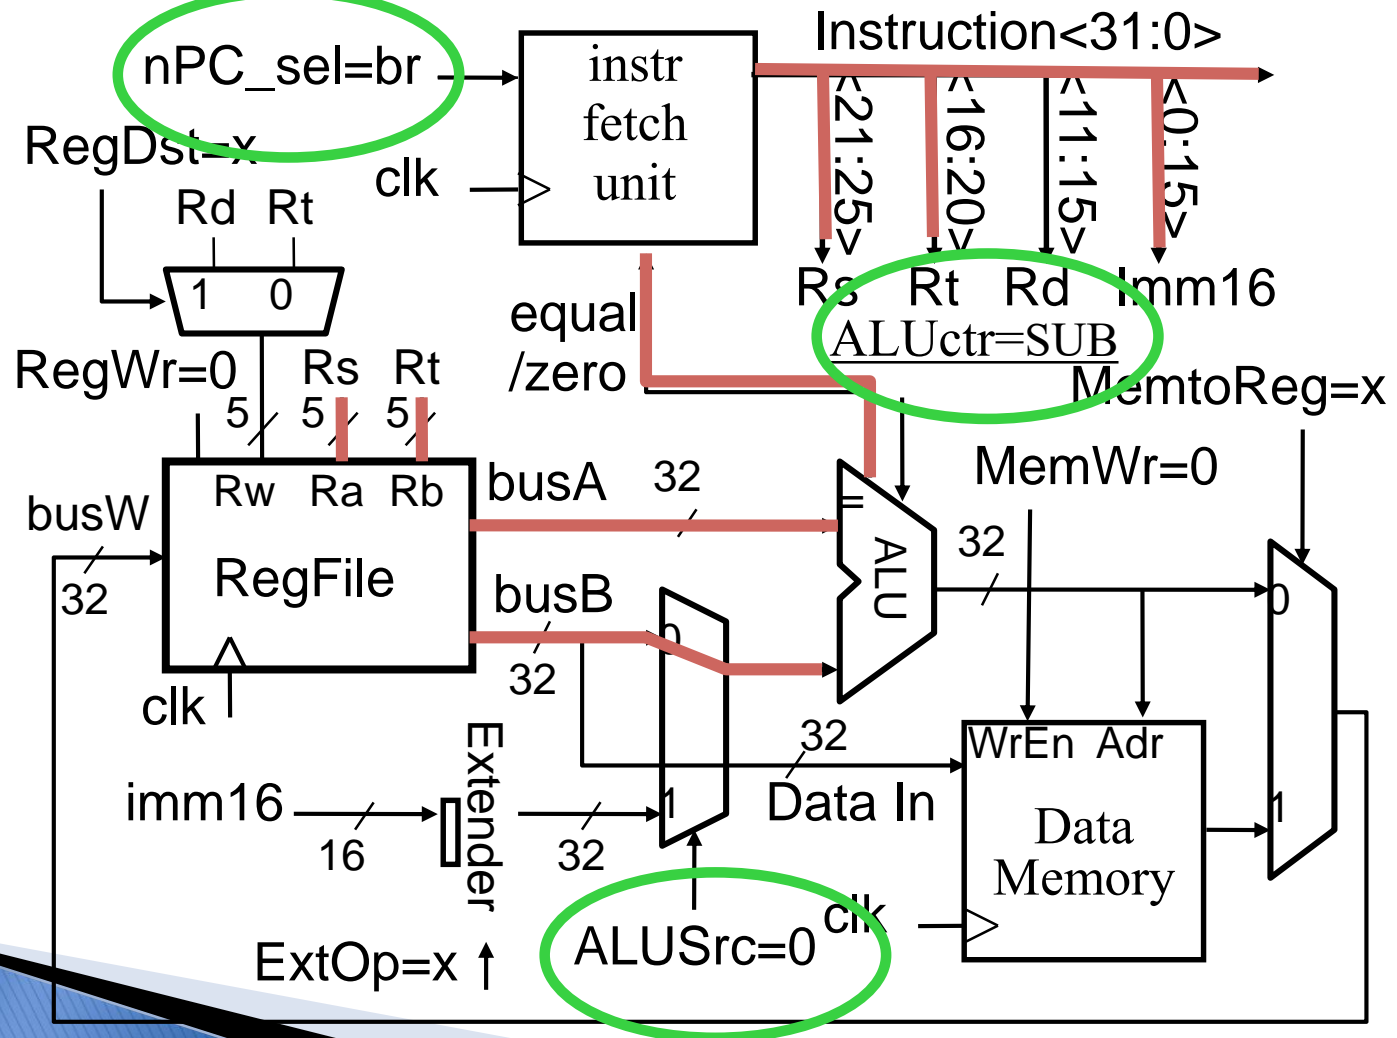 Instruction<31:0>
nPC_sel=br
instr
fetch
unit
RegDst=x
clk
<21:25>
<16:20>
<11:15>
<0:15>
Rd Rt
1 0
Rs Rt Rd Imm16
equal
/zero
ALUctr=SUB
RegWr=0
Rs Rt
MemtoReg=x
5 5 5
busW
Rw Ra Rb
busA
32
MemWr=0
=
ALU
32
32
RegFile
busB
0
0
32
clk
Extender
32
WrEn Adr
imm16
16
32
1
Data In
Data
Memory
1
clk
ExtOp=x
ALUSrc=0